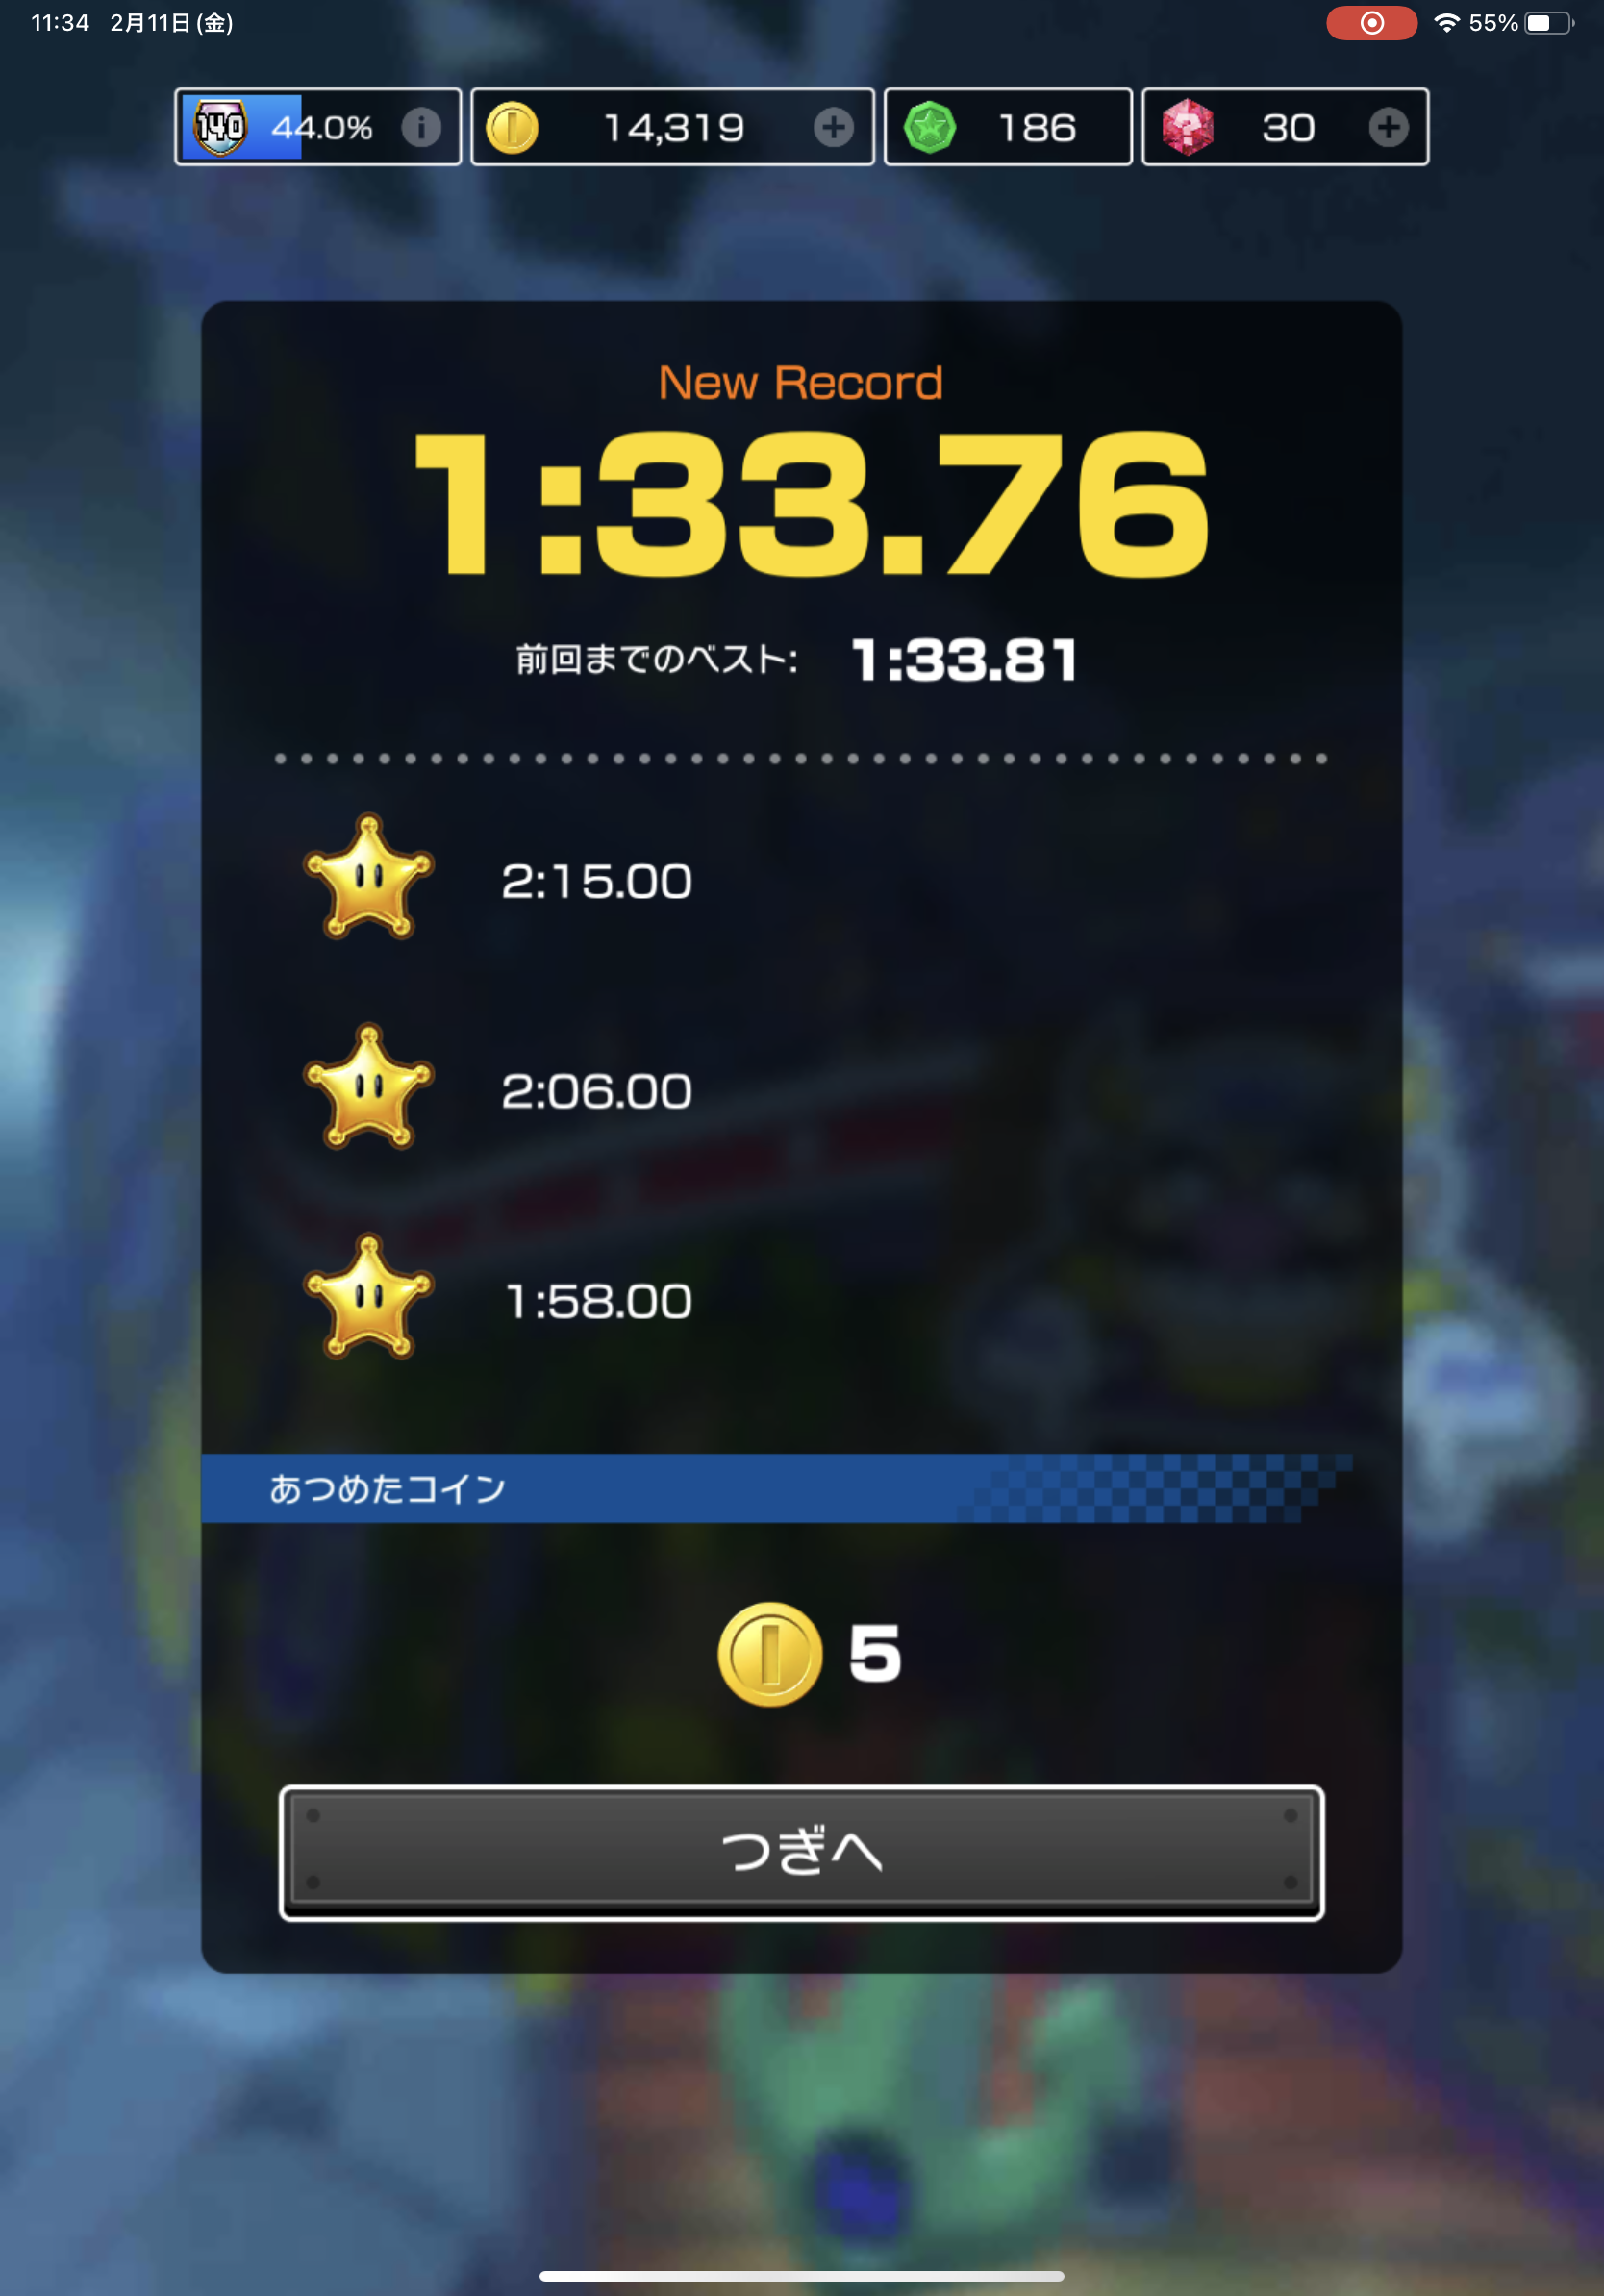 11:34 2月11日(金) 55%
140 44.0% i 14,319 + 186 ? 30 +
New Record
1:33.76
前回までのベスト: 1:33.81
2:15.00
2:06.00
1:58.00
あつめたコイン
5
つぎへ